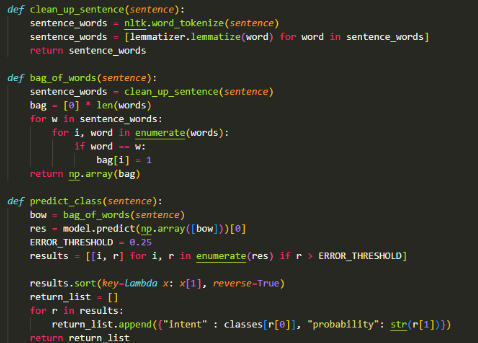 def clean_up_sentence(sentence):
    sentence_words = nltk.word_tokenize(sentence)
    sentence_words = [lemmatizer.lemmatize(word) for word in sentence_words]
    return sentence_words

def bag_of_words(sentence):
    sentence_words = clean_up_sentence(sentence)
    bag = [0] * len(words)
    for w in sentence_words:
        for i, word in enumerate(words):
            if word == w:
                bag[i] = 1
    return np.array(bag)

def predict_class(sentence):
    bow = bag_of_words(sentence)
    res = model.predict(np.array([bow]))[0]
    ERROR_THRESHOLD = 0.25
    results = [[i, r] for i, r in enumerate(res) if r > ERROR_THRESHOLD]

    results.sort(key=lambda x: x[1], reverse=True)
    return_list = []
    for r in results:
        return_list.append({"intent" : classes[r[0]], "probability": str(r[1])})
    return return_list